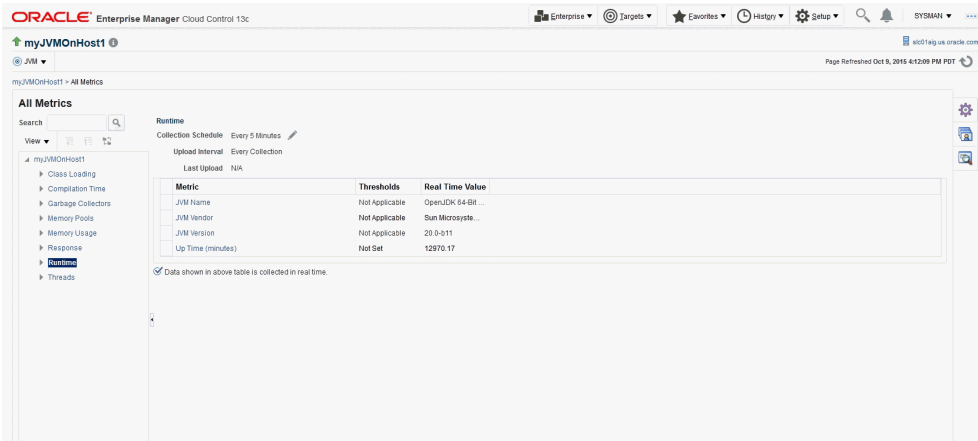 ORACLE Enterprise Manager Cloud Control 13c
Enterprise Targets Favorites History Setup SYSMAN
myJVMOnHost1
slc01aig.us.oracle.com
JVM
Page Refreshed Oct 9, 2015 4:12:09 PM PDT
myJVMOnHost1 > All Metrics
All Metrics
Search
View
myJVMOnHost1
Class Loading
Compilation Time
Garbage Collectors
Memory Pools
Memory Usage
Response
Runtime
Threads
Runtime
Collection Schedule Every 5 Minutes
Upload Interval Every Collection
Last Upload N/A
Metric Thresholds Real Time Value
JVM Name Not Applicable OpenJDK 64-Bit ...
JVM Vendor Not Applicable Sun Microsyste...
JVM Version Not Applicable 20.0-b11
Up Time (minutes) Not Set 12970.17
Data shown in above table is collected in real time.